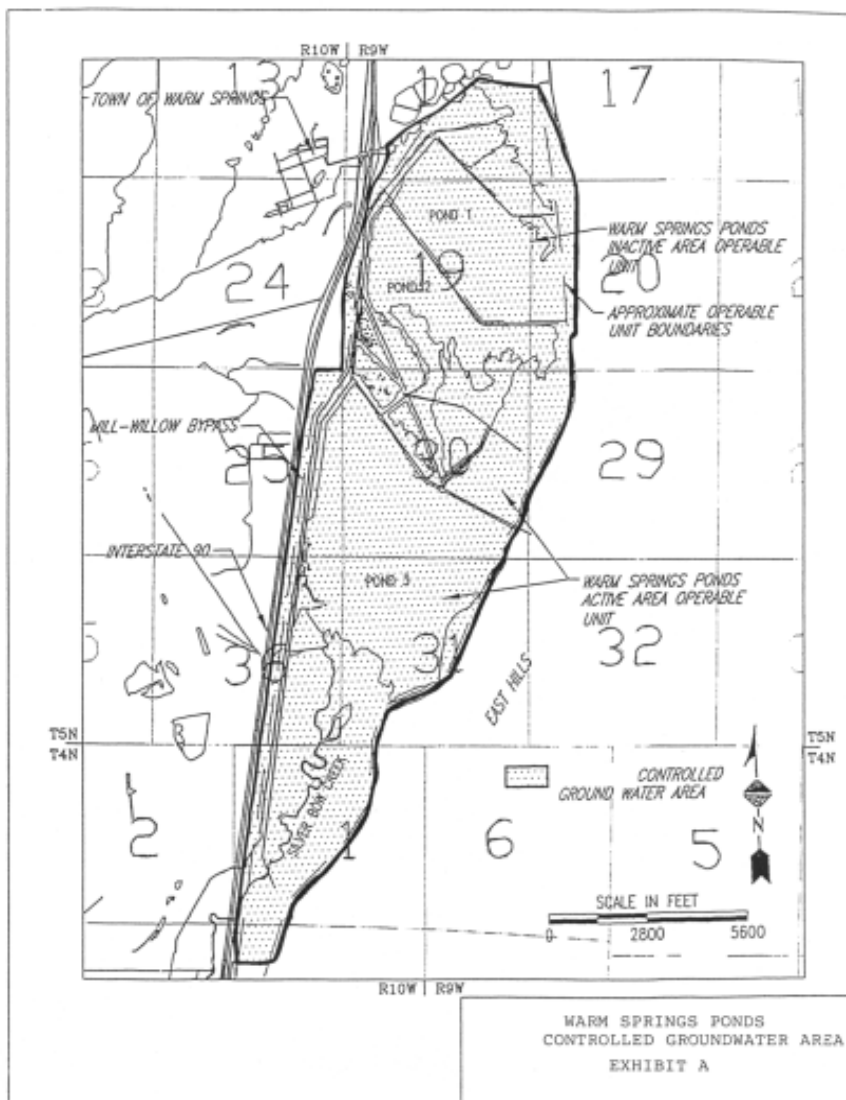 R10W R9W
13
17
TOWN OF WARM SPRINGS
POND 1
WARM SPRINGS PONDS
INACTIVE AREA OPERABLE
UNIT
24
19
20
POND 2
APPROXIMATE OPERABLE
UNIT BOUNDARIES
MILL-WILLOW BYPASS
25
29
INTERSTATE 90
POND 3
WARM SPRINGS PONDS
ACTIVE AREA OPERABLE
UNIT
36
31
32
EAST HILLS
T5N
T4N
T5N
T4N
CONTROLLED
GROUND WATER AREA
SILVER BOW CREEK
2
1
6
5
N
SCALE IN FEET
0 2800 5600
R10W R9W
WARM SPRINGS PONDS
CONTROLLED GROUNDWATER AREA
EXHIBIT A